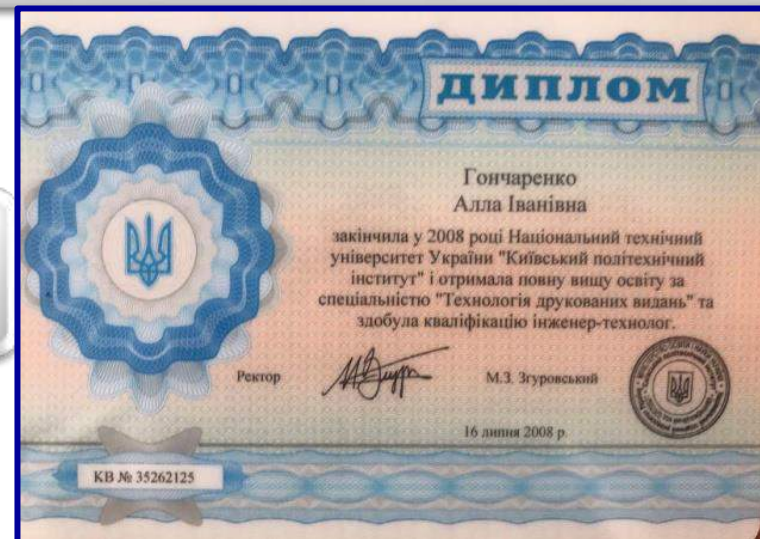 ДИПЛОМ
Гончаренко
Алла Іванівна
закінчила у 2008 році Національний технічний
університет України "Київський політехнічний
інститут" і отримала повну вищу освіту за
спеціальністю "Технологія друкованих видань" та
здобула кваліфікацію інженер-технолог.
Ректор
М.З. Згуровський
16 липня 2008 р.
КВ № 35262125